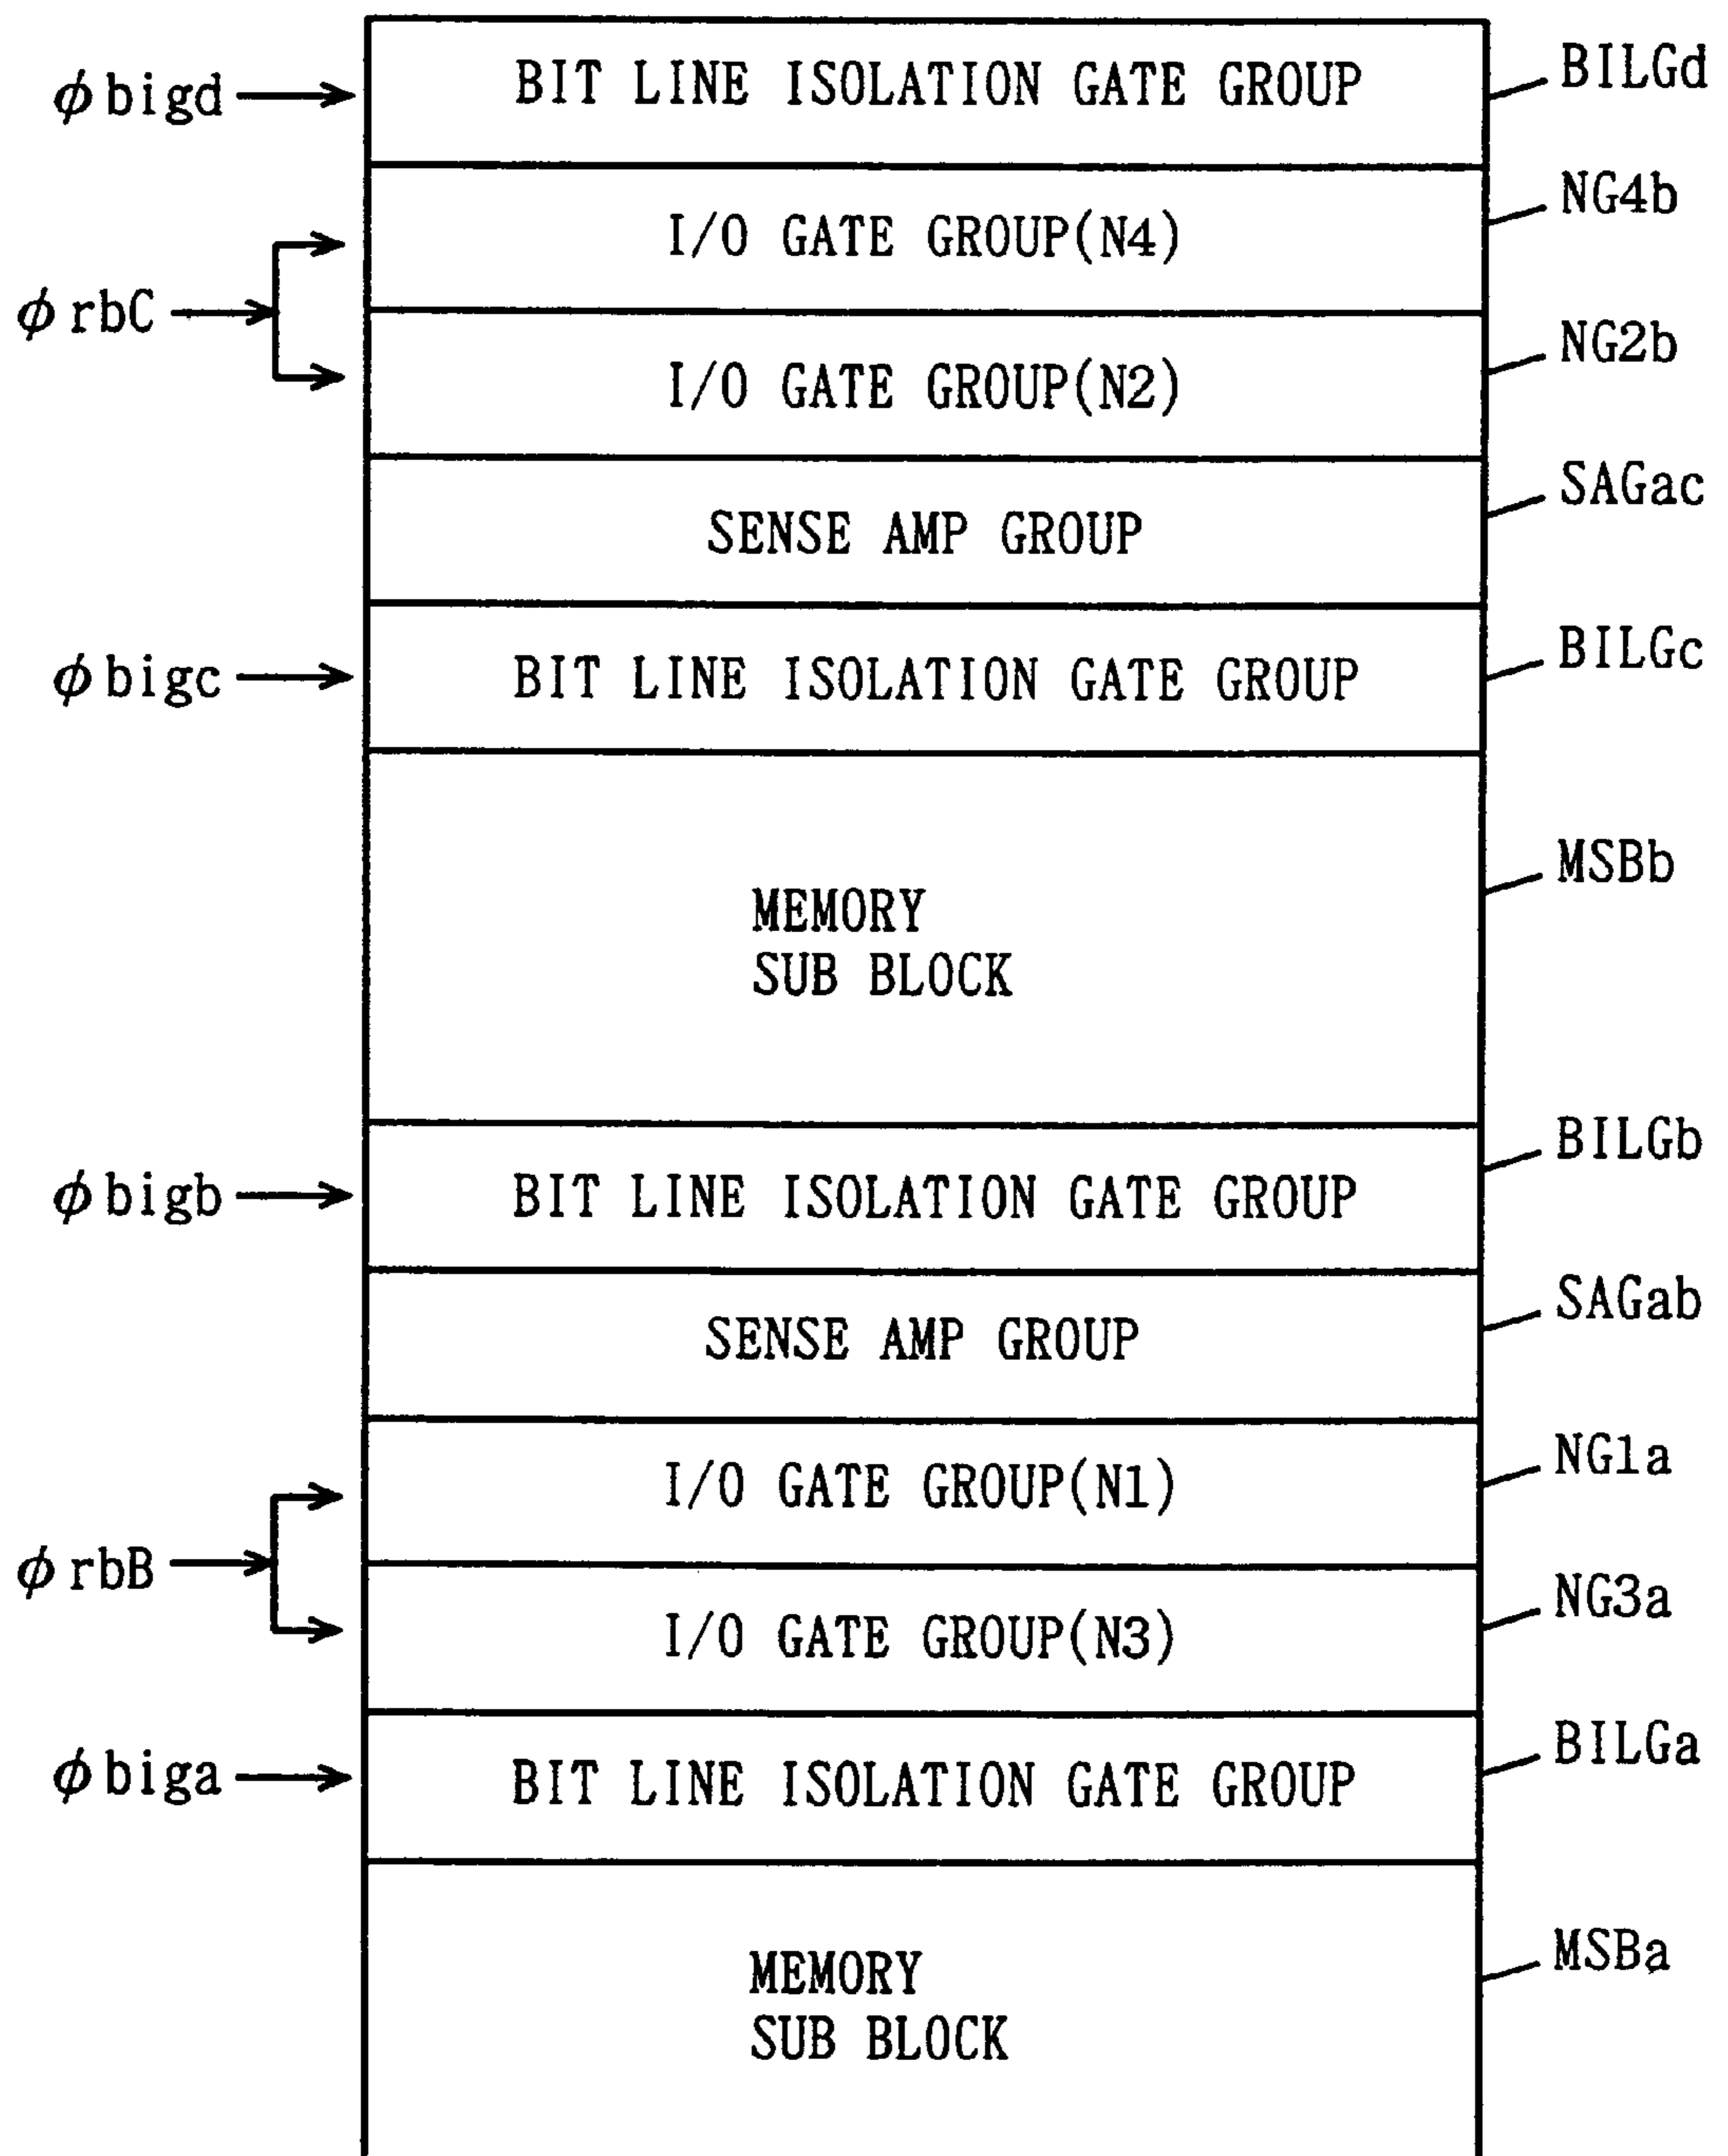 φbigd
BIT LINE ISOLATION GATE GROUP
BILGd
I/O GATE GROUP(N4)
NG4b
φrbC
I/O GATE GROUP(N2)
NG2b
SENSE AMP GROUP
SAGac
φbigc
BIT LINE ISOLATION GATE GROUP
BILGc
MEMORY
SUB BLOCK
MSBb
φbigb
BIT LINE ISOLATION GATE GROUP
BILGb
SENSE AMP GROUP
SAGab
I/O GATE GROUP(N1)
NG1a
φrbB
I/O GATE GROUP(N3)
NG3a
φbiga
BIT LINE ISOLATION GATE GROUP
BILGa
MEMORY
SUB BLOCK
MSBa